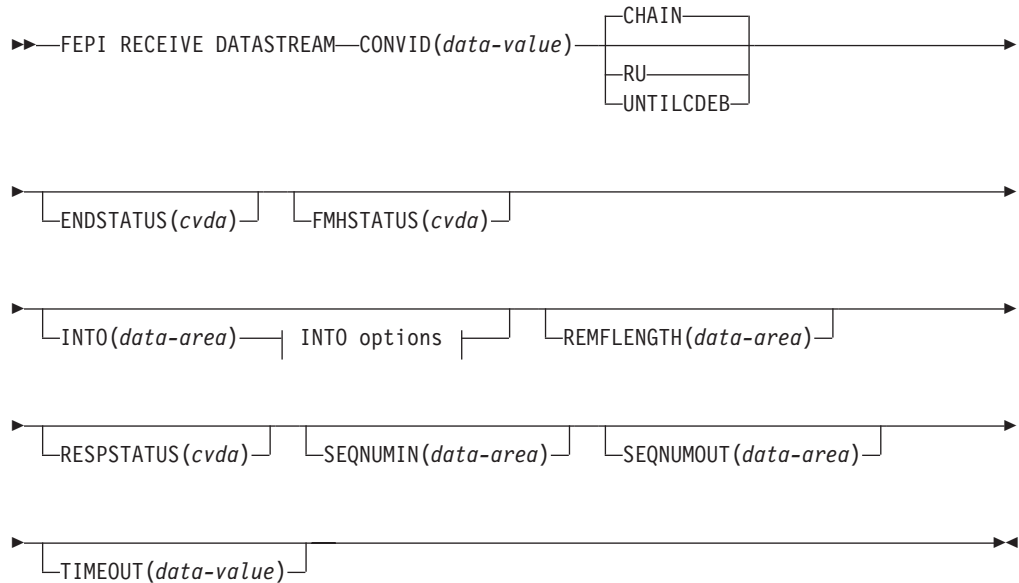 CHAIN
FEPI RECEIVE DATASTREAM CONVID(data-value)
RU
UNTILCDEB
ENDSTATUS(cvda) FMHSTATUS(cvda)
INTO(data-area) INTO options REMFLENGTH(data-area)
RESPSTATUS(cvda) SEQNUMIN(data-area) SEQNUMOUT(data-area)
TIMEOUT(data-value)